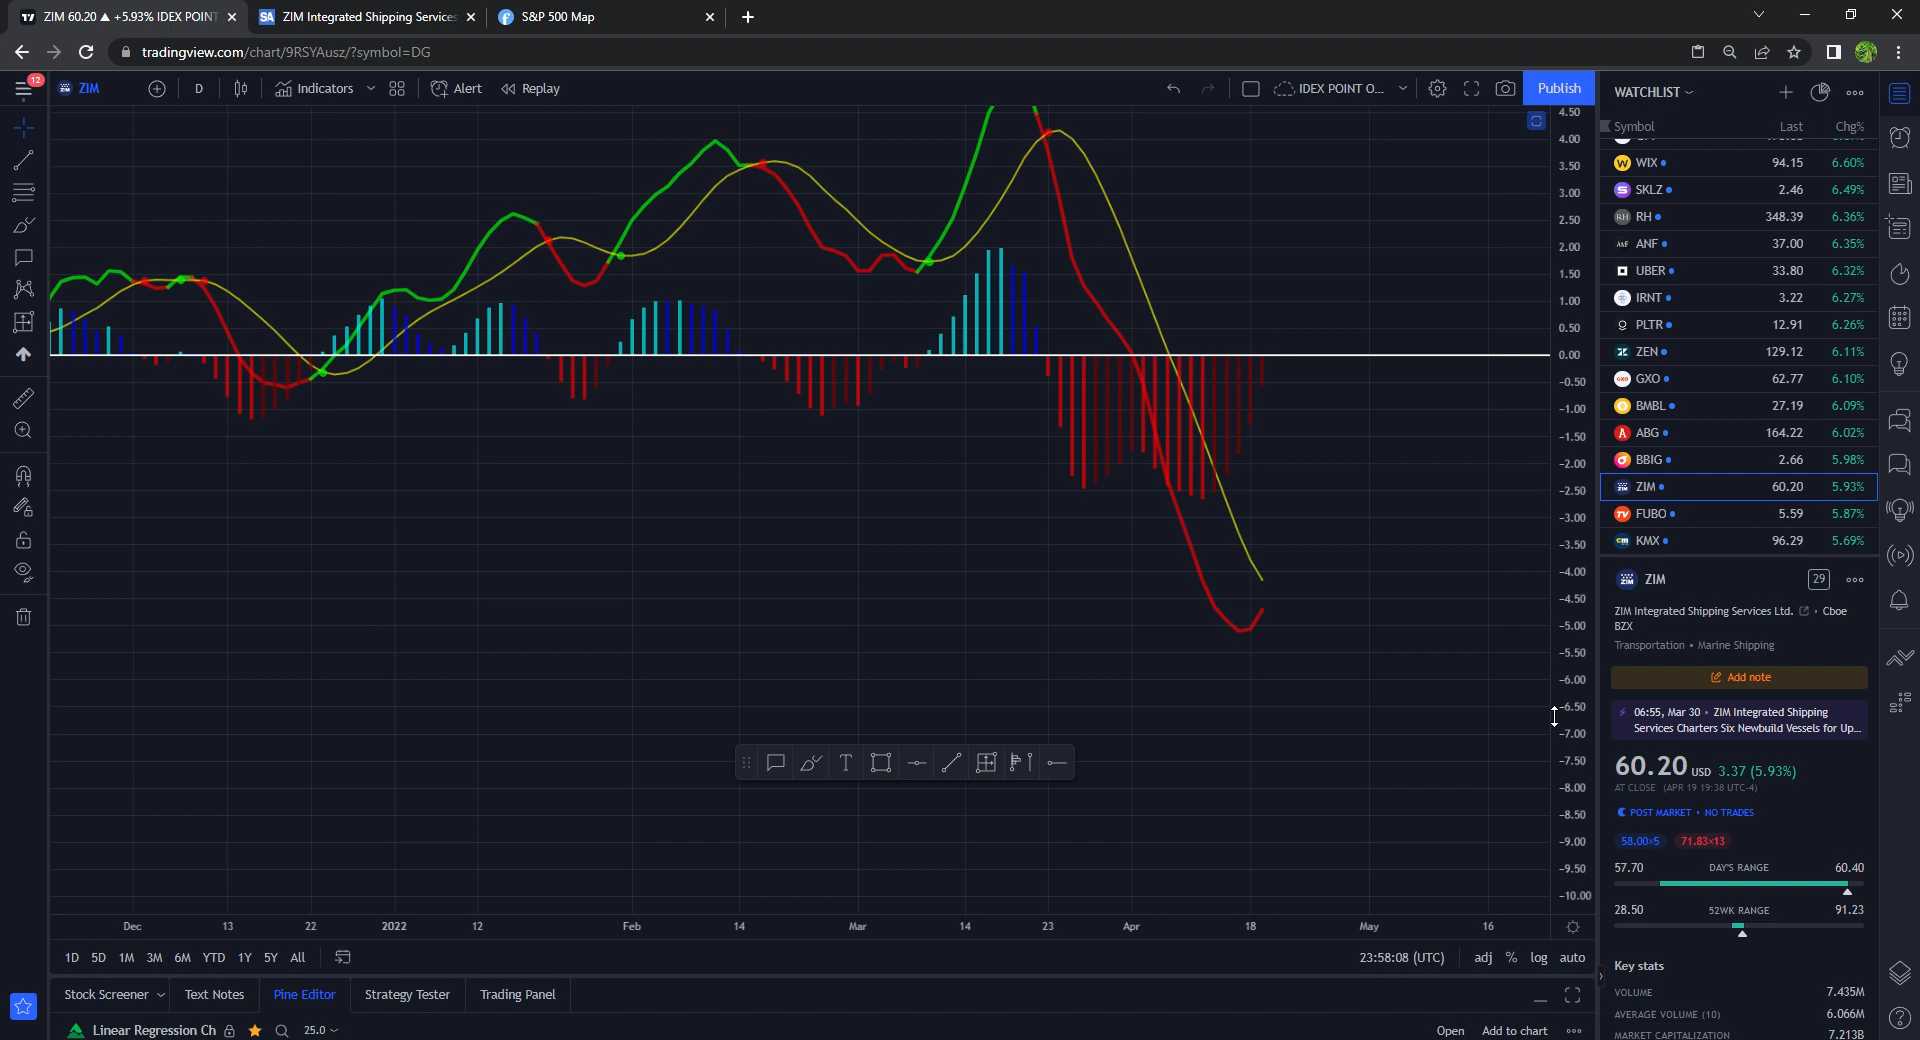 ZIM 60.20 ▲ +5.93% IDEX POINT
ZIM Integrated Shipping Services
S&P 500 Map
tradingview.com/chart/9RSYAusz/?symbol=DG
12
ZIM
D
Indicators
Alert
Replay
IDEX POINT O...
Publish
4.50
4.00
3.50
3.00
2.50
2.00
1.50
1.00
0.50
0.00
−0.50
−1.00
−1.50
−2.00
−2.50
−3.00
−3.50
−4.00
−4.50
−5.00
−5.50
−6.00
−6.50
−7.00
−7.50
−8.00
−8.50
−9.00
−9.50
−10.00
Dec 13 22 2022 12 Feb 14 Mar 14 23 Apr 18 May 16
1D 5D 1M 3M 6M YTD 1Y 5Y All
23:58:08 (UTC) adj % log auto
Stock Screener Text Notes Pine Editor Strategy Tester Trading Panel
Linear Regression Ch 25.0
Open Add to chart
WATCHLIST
Symbol Last Chg%
WIX 94.15 6.60%
SKLZ 2.46 6.49%
RH RH 348.39 6.36%
ANF 37.00 6.35%
UBER 33.80 6.32%
IRNT 3.22 6.27%
PLTR 12.91 6.26%
ZEN 129.12 6.11%
GXO 62.77 6.10%
BMBL 27.19 6.09%
ABG 164.22 6.02%
BBIG 2.66 5.98%
ZIM 60.20 5.93%
FUBO 5.59 5.87%
KMX 96.29 5.69%
ZIM 29
ZIM Integrated Shipping Services Ltd. • Cboe
BZX
Transportation • Marine Shipping
Add note
06:55, Mar 30 • ZIM Integrated Shipping
Services Charters Six Newbuild Vessels for Up...
60.20 USD 3.37 (5.93%)
AT CLOSE (APR 19 19:38 UTC-4)
POST MARKET • NO TRADES
58.00×5 71.83×13
57.70 DAY'S RANGE 60.40
28.50 52WK RANGE 91.23
Key stats
VOLUME 7.435M
AVERAGE VOLUME (10) 6.066M
MARKET CAPITALIZATION 7.213B